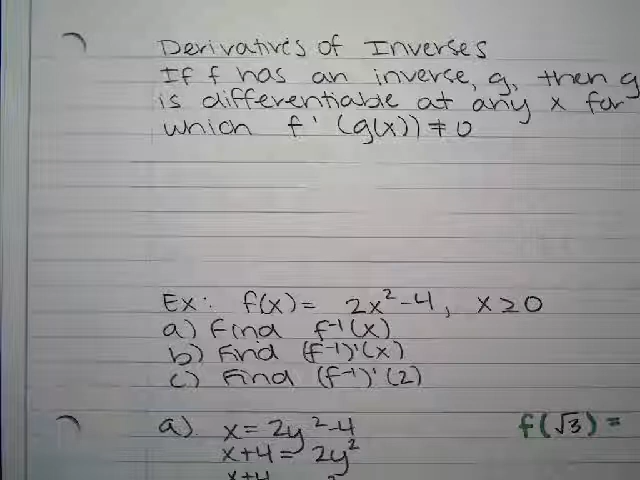 Derivatives of Inverses
If f has an inverse, g, then g
is differentiable at any x for
which f'(g(x)) ≠ 0
Ex: f(x) = 2x²-4, x ≥ 0
a) Find f⁻¹(x)
b) Find (f⁻¹)'(x)
c) Find (f⁻¹)'(2)
a) x = 2y²-4
f(√3) =
x+4 = 2y²
x+4